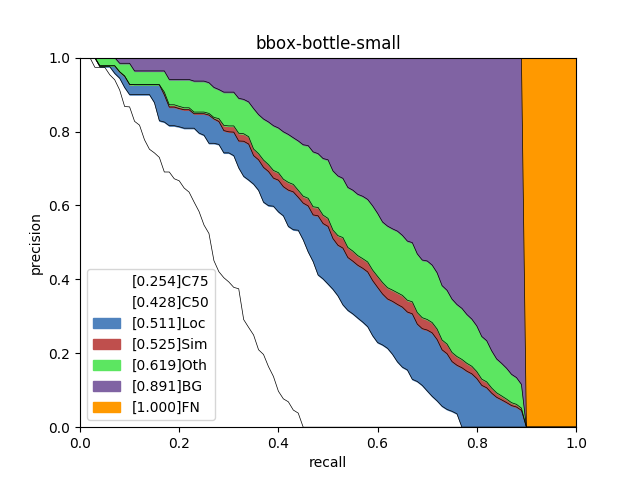 bbox-bottle-small
precision
1.0
0.8
0.6
0.4
0.2
0.0
[0.254]C75
[0.428]C50
[0.511]Loc
[0.525]Sim
[0.619]Oth
[0.891]BG
[1.000]FN
0.0 0.2 0.4 0.6 0.8 1.0
recall